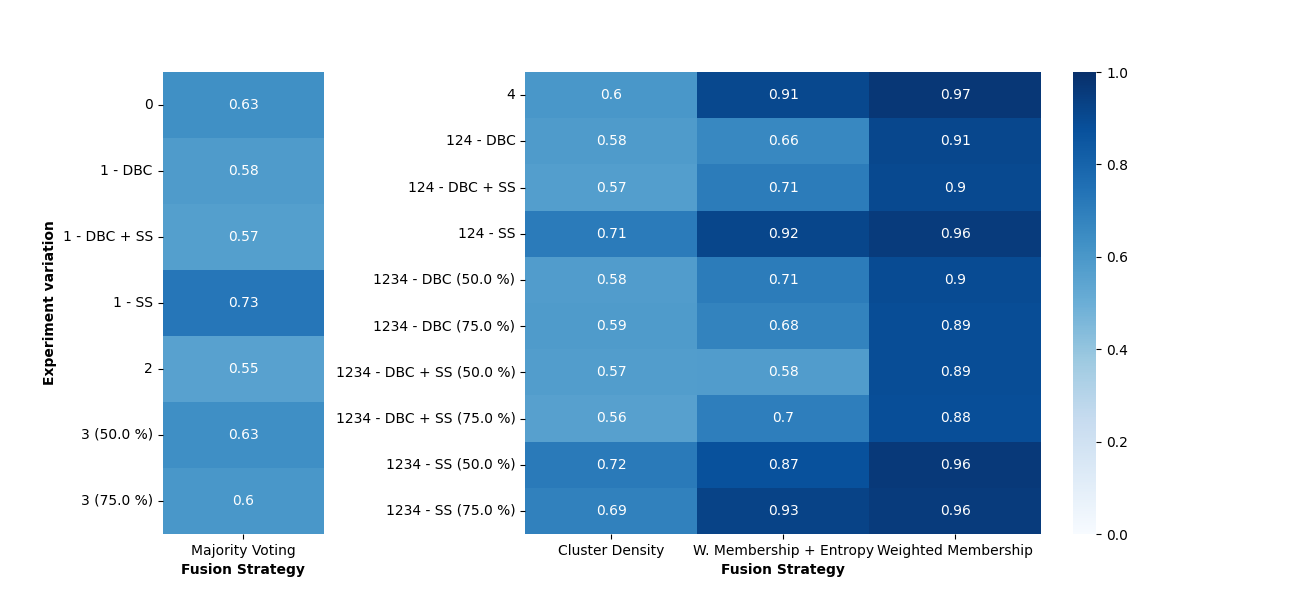 Experiment variation
0 0.63
1 - DBC 0.58
1 - DBC + SS 0.57
1 - SS 0.73
2 0.55
3 (50.0 %) 0.63
3 (75.0 %) 0.6
Majority Voting
Fusion Strategy
4 0.6 0.91 0.97
124 - DBC 0.58 0.66 0.91
124 - DBC + SS 0.57 0.71 0.9
124 - SS 0.71 0.92 0.96
1234 - DBC (50.0 %) 0.58 0.71 0.9
1234 - DBC (75.0 %) 0.59 0.68 0.89
1234 - DBC + SS (50.0 %) 0.57 0.58 0.89
1234 - DBC + SS (75.0 %) 0.56 0.7 0.88
1234 - SS (50.0 %) 0.72 0.87 0.96
1234 - SS (75.0 %) 0.69 0.93 0.96
Cluster Density W. Membership + Entropy Weighted Membership
Fusion Strategy
1.0
0.8
0.6
0.4
0.2
0.0